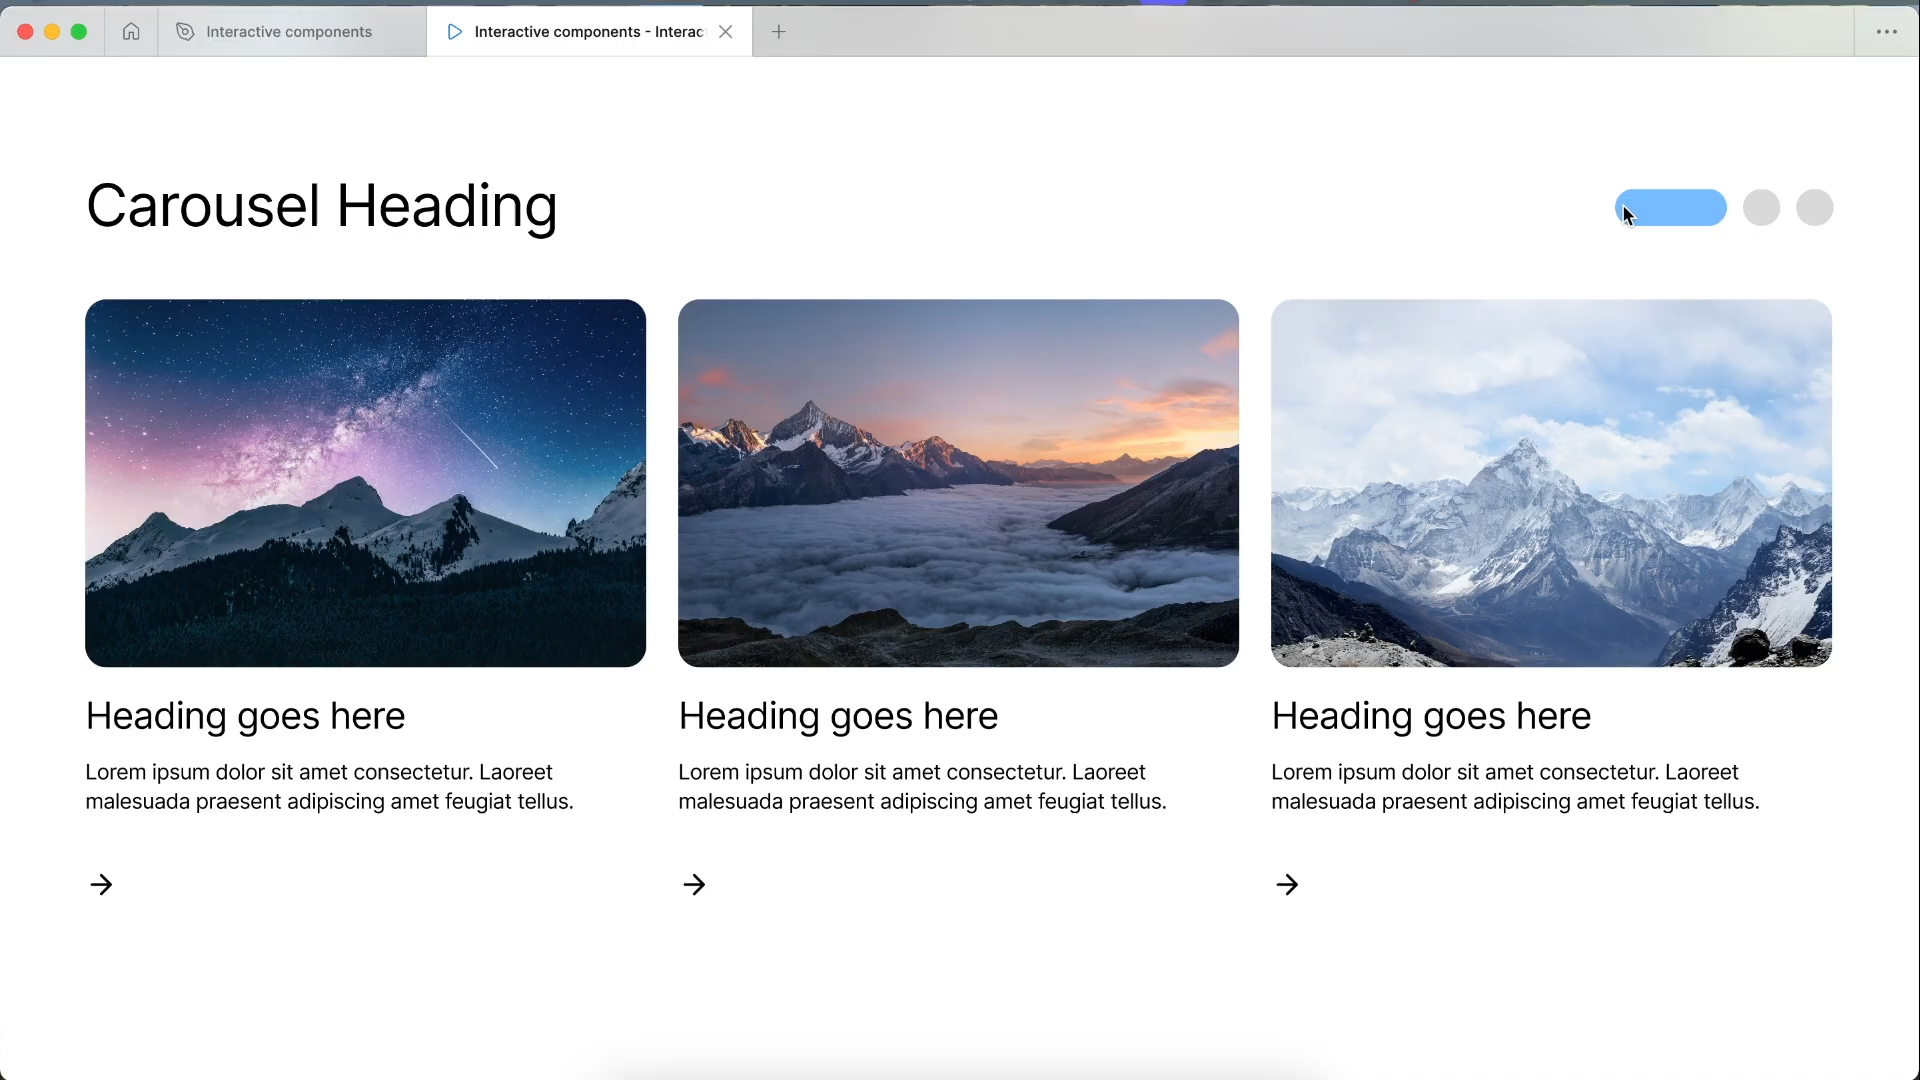 Interactive components
Interactive components - Interac
Carousel Heading
Heading goes here
Lorem ipsum dolor sit amet consectetur. Laoreet
malesuada praesent adipiscing amet feugiat tellus.
Heading goes here
Lorem ipsum dolor sit amet consectetur. Laoreet
malesuada praesent adipiscing amet feugiat tellus.
Heading goes here
Lorem ipsum dolor sit amet consectetur. Laoreet
malesuada praesent adipiscing amet feugiat tellus.